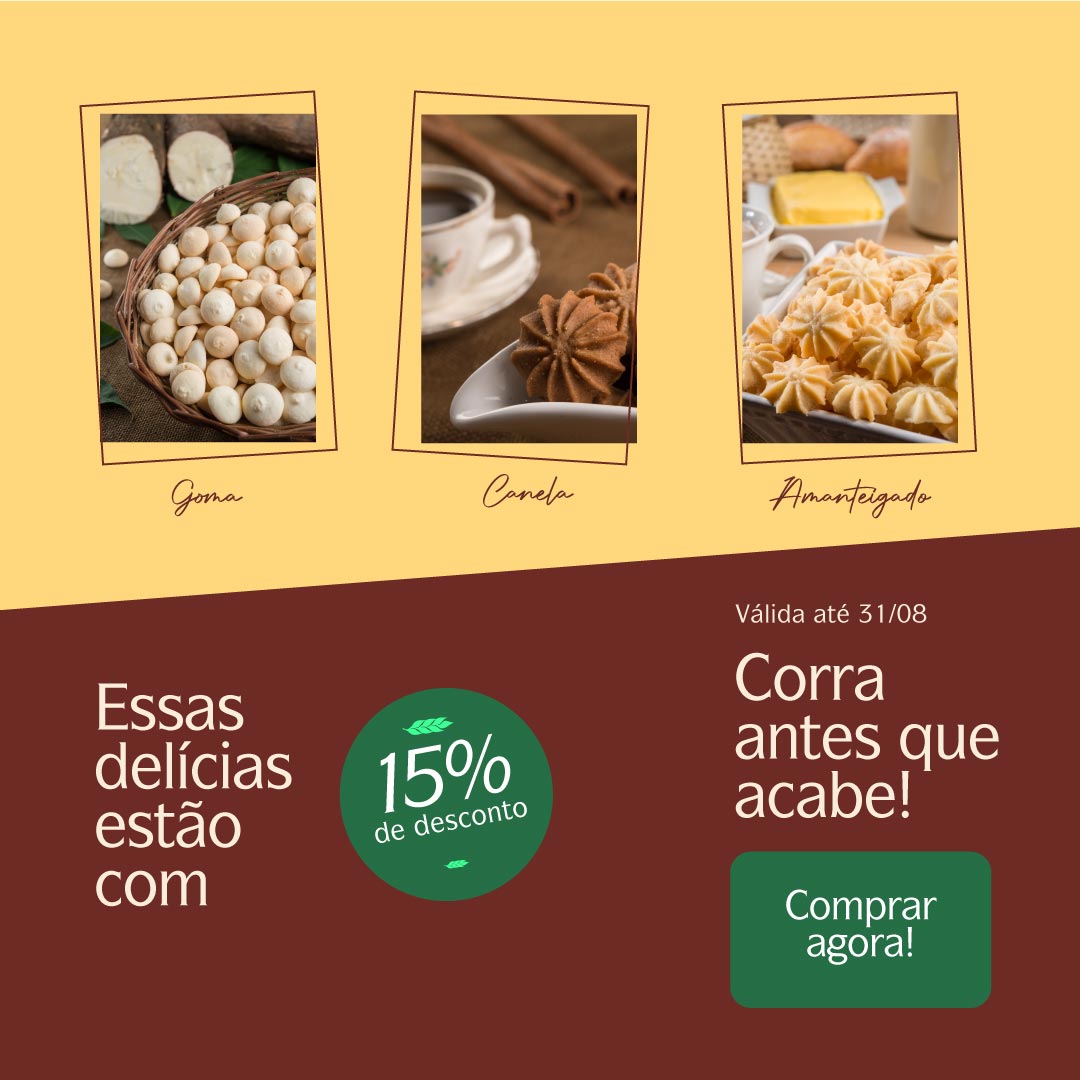 Goma
Canela
Amanteigado
Essas
delícias
estão
com
15%
de desconto
Válida até 31/08
Corra
antes que
acabe!
Comprar
agora!